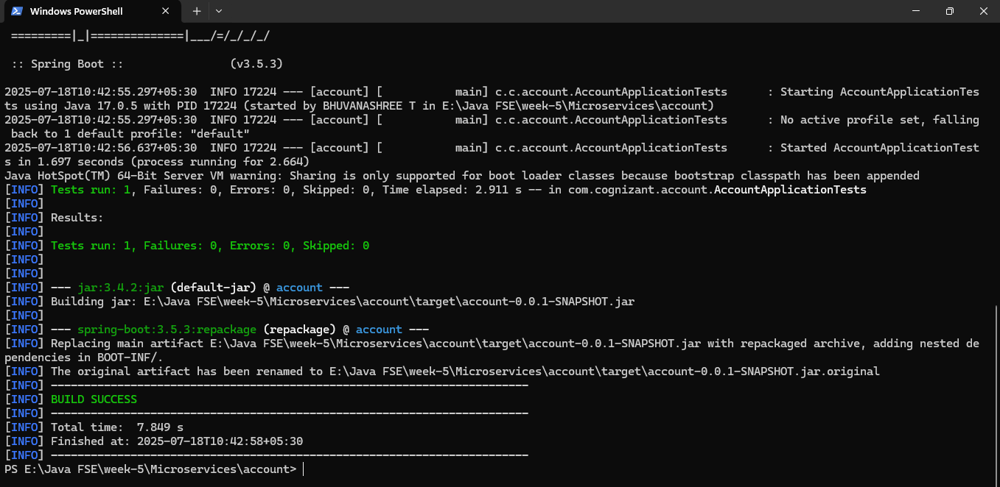 Windows PowerShell
=========|_|==============|___/=/_/_/_/
:: Spring Boot ::                (v3.5.3)
2025-07-18T10:42:55.297+05:30  INFO 17224 --- [account] [           main] c.c.account.AccountApplicationTests      : Starting AccountApplicationTes
ts using Java 17.0.5 with PID 17224 (started by BHUVANASHREE T in E:\Java FSE\week-5\Microservices\account)
2025-07-18T10:42:55.297+05:30  INFO 17224 --- [account] [           main] c.c.account.AccountApplicationTests      : No active profile set, falling
back to 1 default profile: "default"
2025-07-18T10:42:56.637+05:30  INFO 17224 --- [account] [           main] c.c.account.AccountApplicationTests      : Started AccountApplicationTest
s in 1.697 seconds (process running for 2.664)
Java HotSpot(TM) 64-Bit Server VM warning: Sharing is only supported for boot loader classes because bootstrap classpath has been appended
[INFO] Tests run: 1, Failures: 0, Errors: 0, Skipped: 0, Time elapsed: 2.911 s -- in com.cognizant.account.AccountApplicationTests
[INFO]
[INFO] Results:
[INFO]
[INFO] Tests run: 1, Failures: 0, Errors: 0, Skipped: 0
[INFO]
[INFO]
[INFO] --- jar:3.4.2:jar (default-jar) @ account ---
[INFO] Building jar: E:\Java FSE\week-5\Microservices\account\target\account-0.0.1-SNAPSHOT.jar
[INFO]
[INFO] --- spring-boot:3.5.3:repackage (repackage) @ account ---
[INFO] Replacing main artifact E:\Java FSE\week-5\Microservices\account\target\account-0.0.1-SNAPSHOT.jar with repackaged archive, adding nested de
pendencies in BOOT-INF/.
[INFO] The original artifact has been renamed to E:\Java FSE\week-5\Microservices\account\target\account-0.0.1-SNAPSHOT.jar.original
[INFO] ------------------------------------------------------------------------
[INFO] BUILD SUCCESS
[INFO] ------------------------------------------------------------------------
[INFO] Total time:  7.849 s
[INFO] Finished at: 2025-07-18T10:42:58+05:30
[INFO] ------------------------------------------------------------------------
PS E:\Java FSE\week-5\Microservices\account>